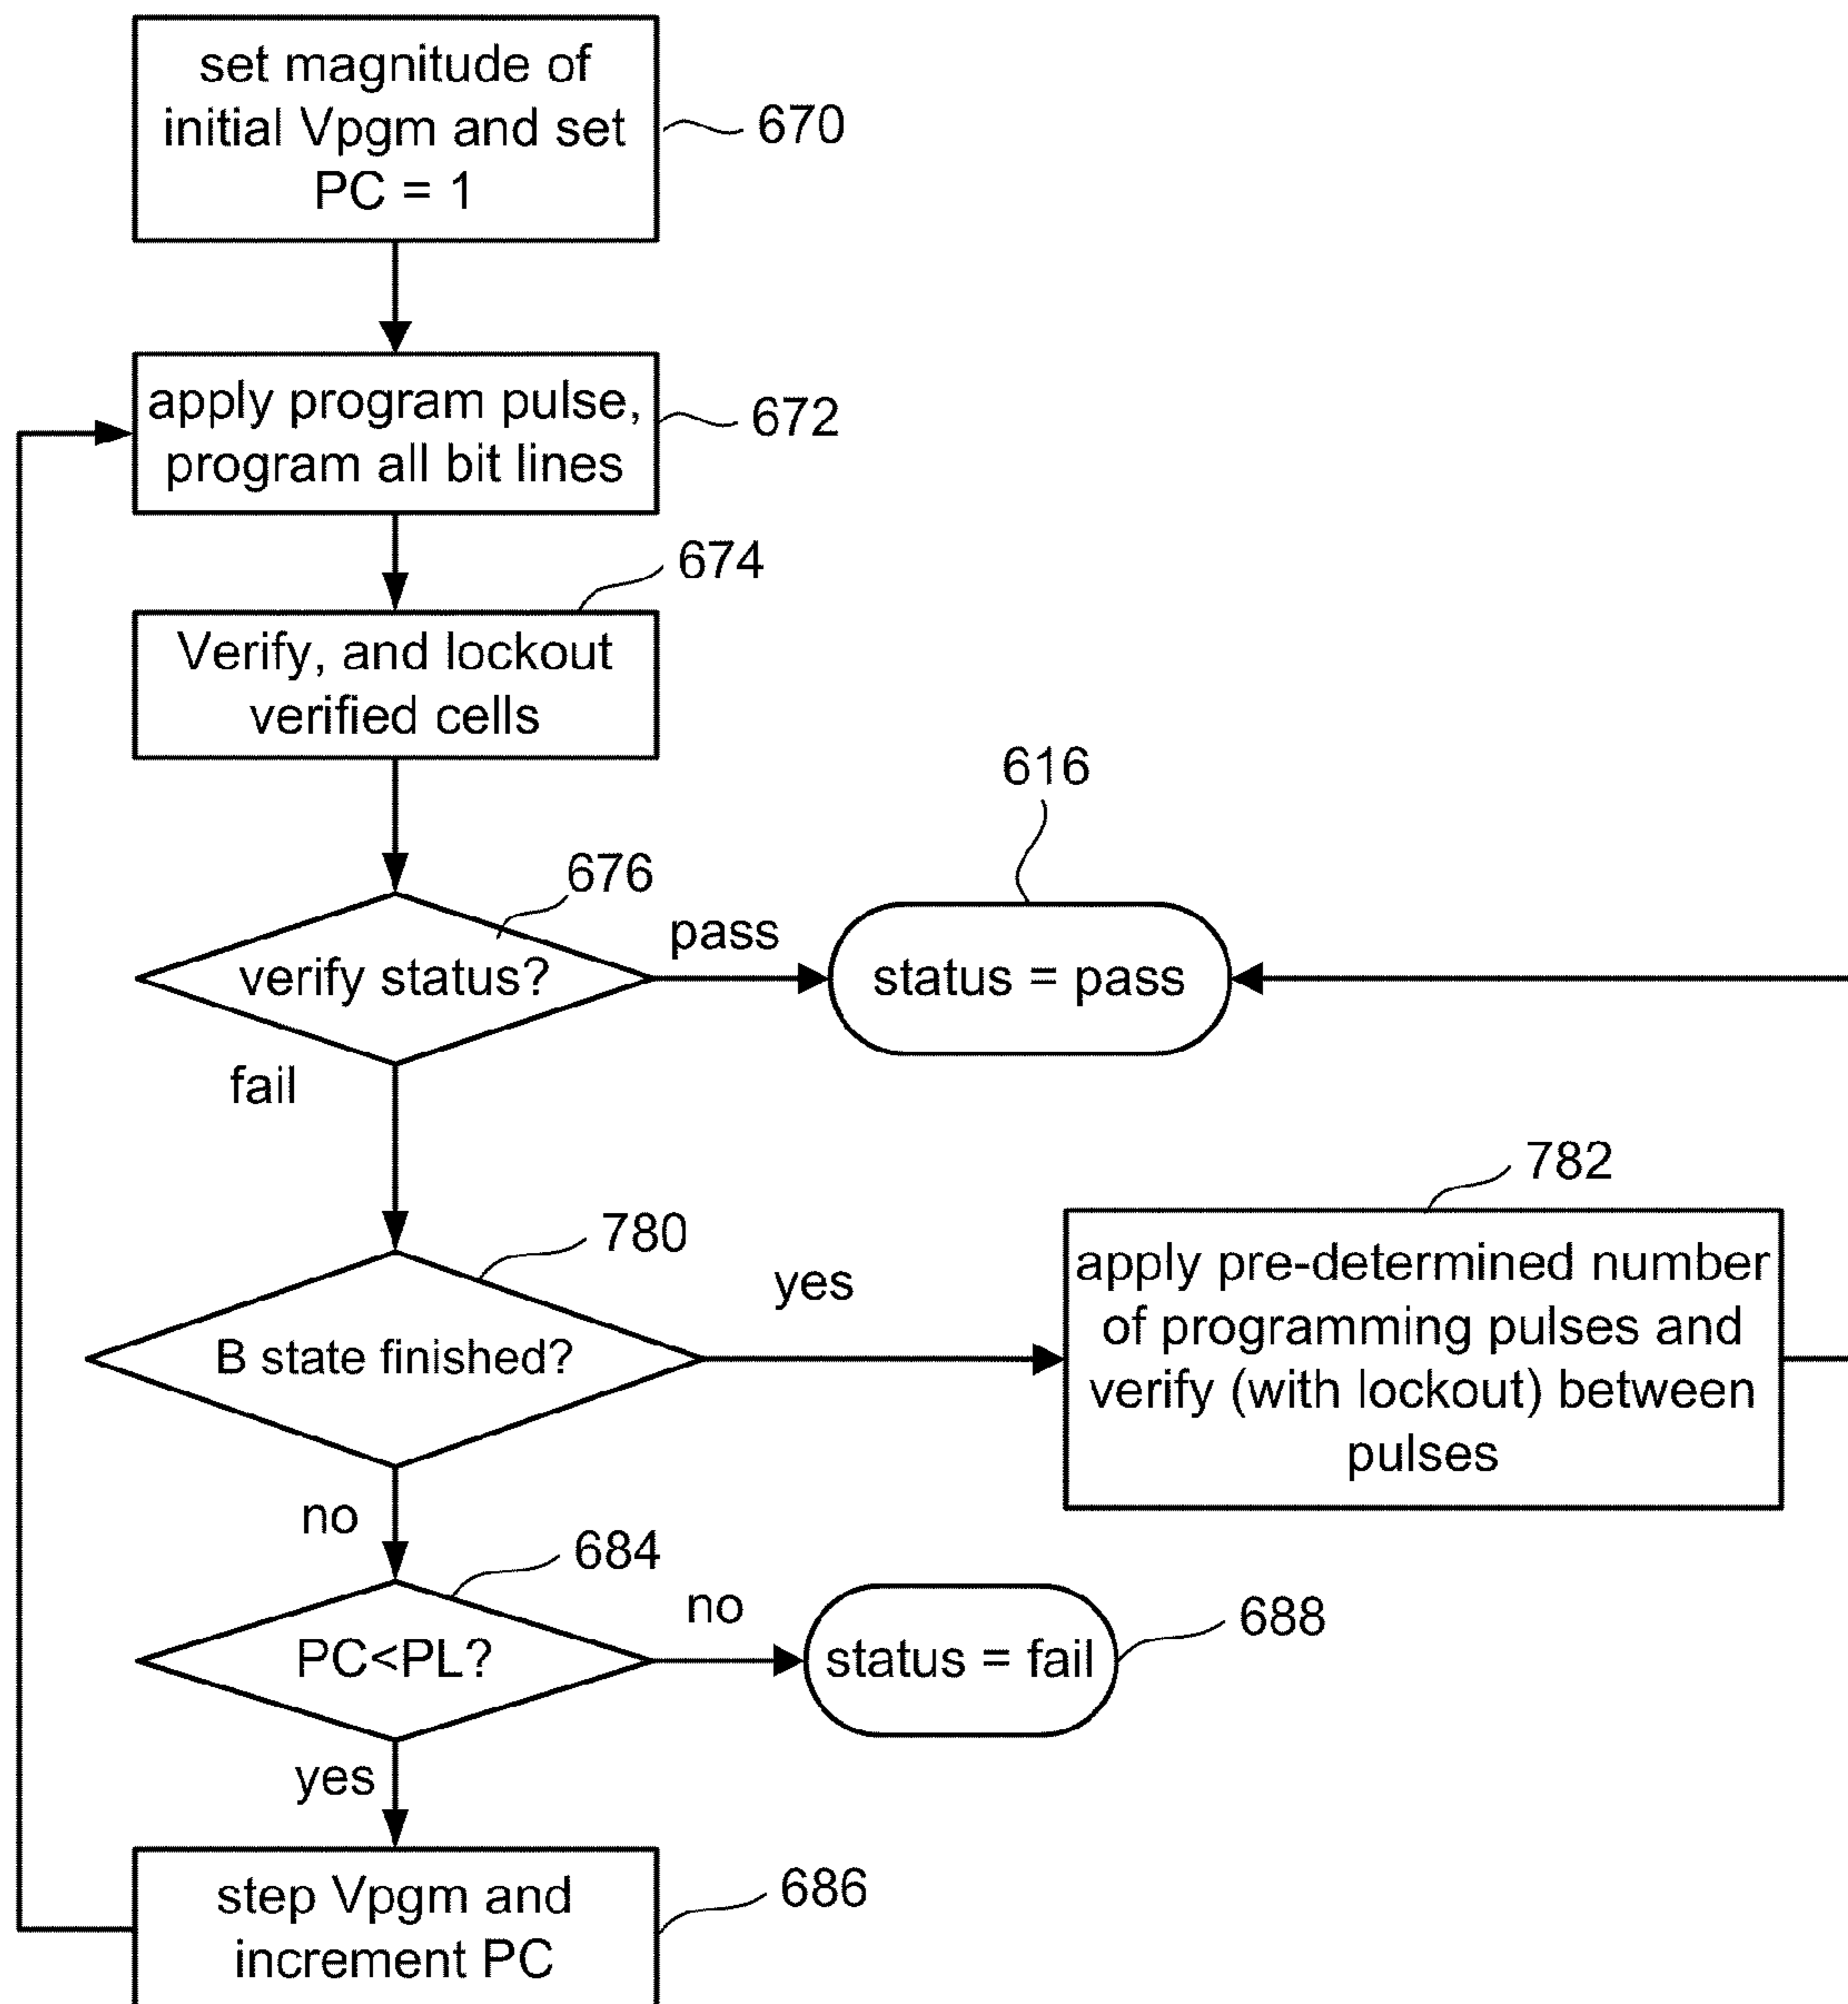 set magnitude of
initial Vpgm and set
PC = 1
670
apply program pulse,
program all bit lines
672
674
Verify, and lockout
verified cells
616
676
pass
verify status?
status = pass
fail
782
780
yes
apply pre-determined number
of programming pulses and
verify (with lockout) between
pulses
B state finished?
no
684
no
688
PC<PL?
status = fail
yes
step Vpgm and
increment PC
686